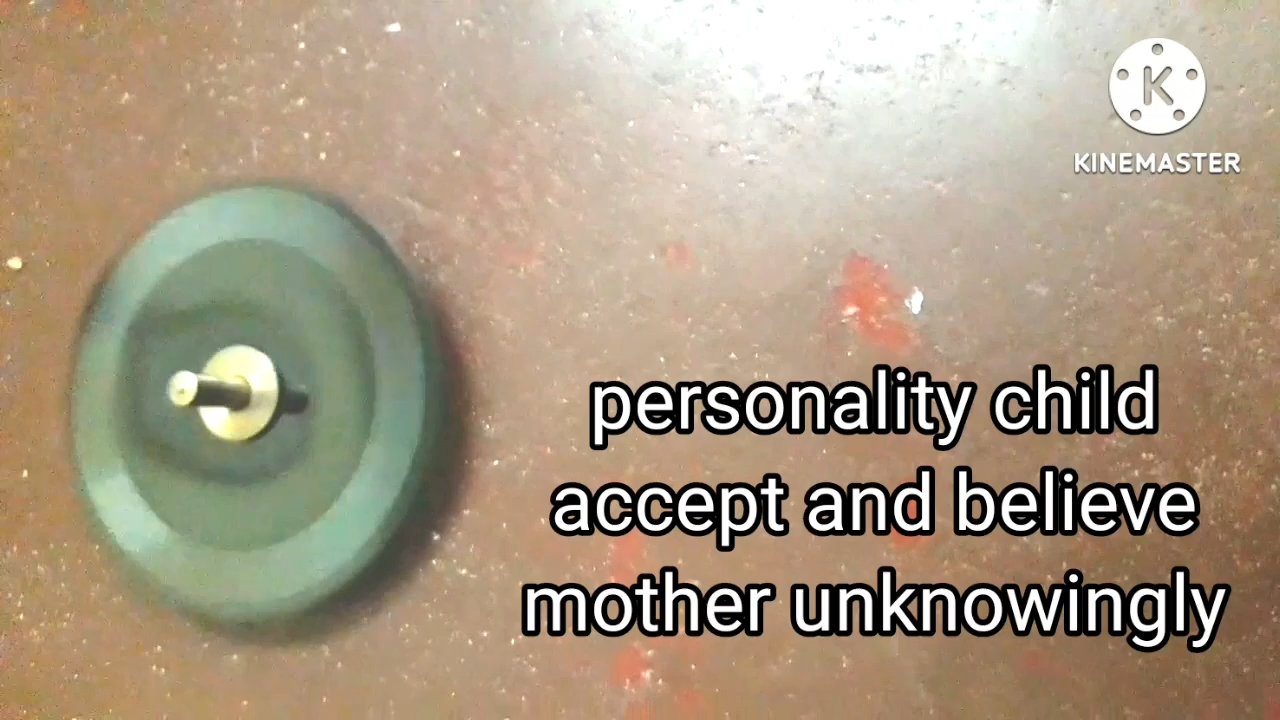 K
KINEMASTER
personality child
accept and believe
mother unknowingly